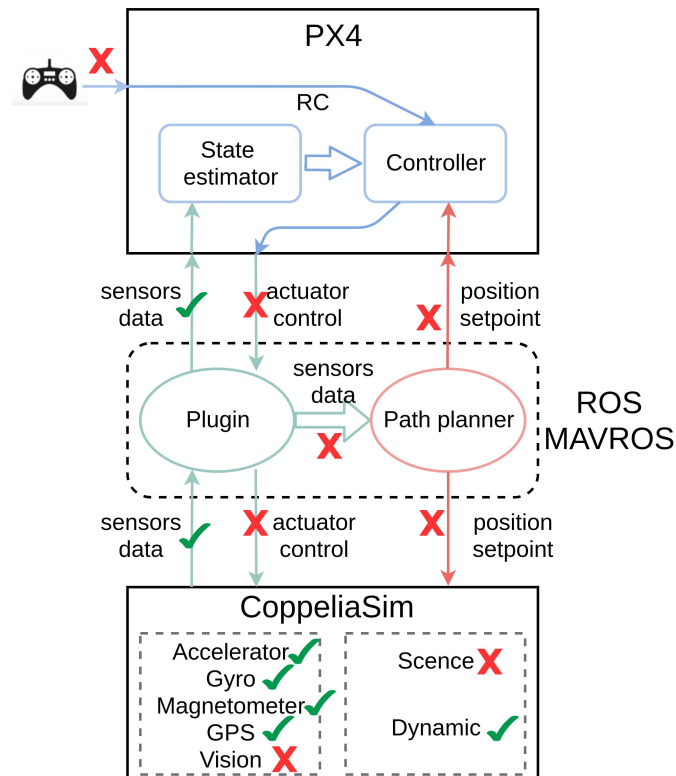 PX4
RC
State
estimator
Controller
sensors
data
actuator
control
position
setpoint
sensors
data
Plugin
Path planner
ROS
MAVROS
sensors
data
actuator
control
position
setpoint
CoppeliaSim
Accelerator
Gyro
Magnetometer
GPS
Vision
Scence
Dynamic